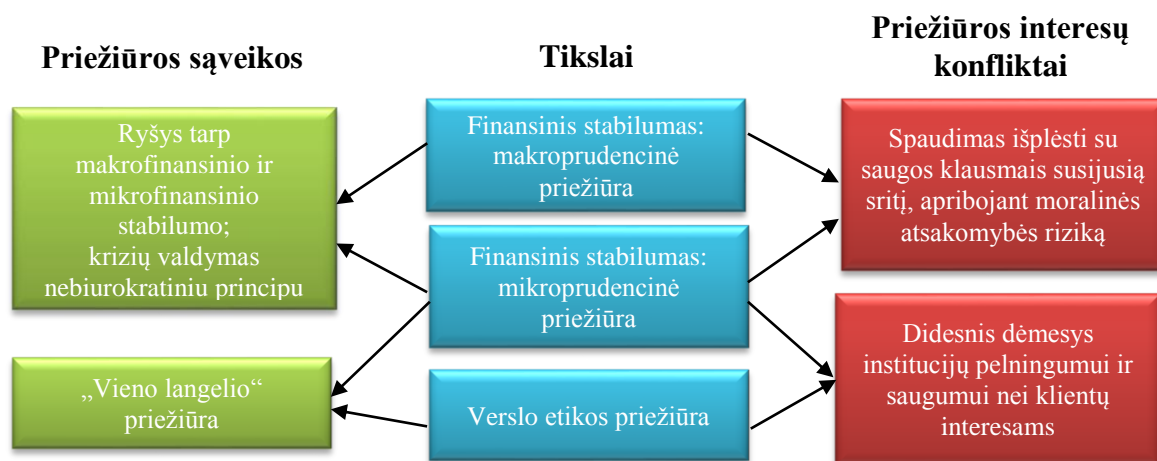 Priežiūros sąveikos
Ryšys tarp
makrofinansinio ir
mikrofinansinio
stabilumo;
krizių valdymas
nebiurokratiniu principu
„Vieno langelio“
priežiūra
Tikslai
Finansinis stabilumas:
makroprudencinė
priežiūra
Finansinis stabilumas:
mikroprudencinė
priežiūra
Verslo etikos priežiūra
Priežiūros interesų
konfliktai
Spaudimas išplėsti su
saugos klausmais susijusią
sritį, apribojant moralinės
atsakomybės riziką
Didesnis dėmesys
institucijų pelningumui ir
saugumui nei klientų
interesams